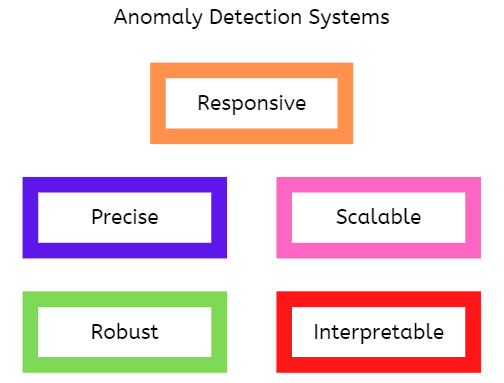 Anomaly Detection Systems
Responsive
Precise
Scalable
Robust
Interpretable